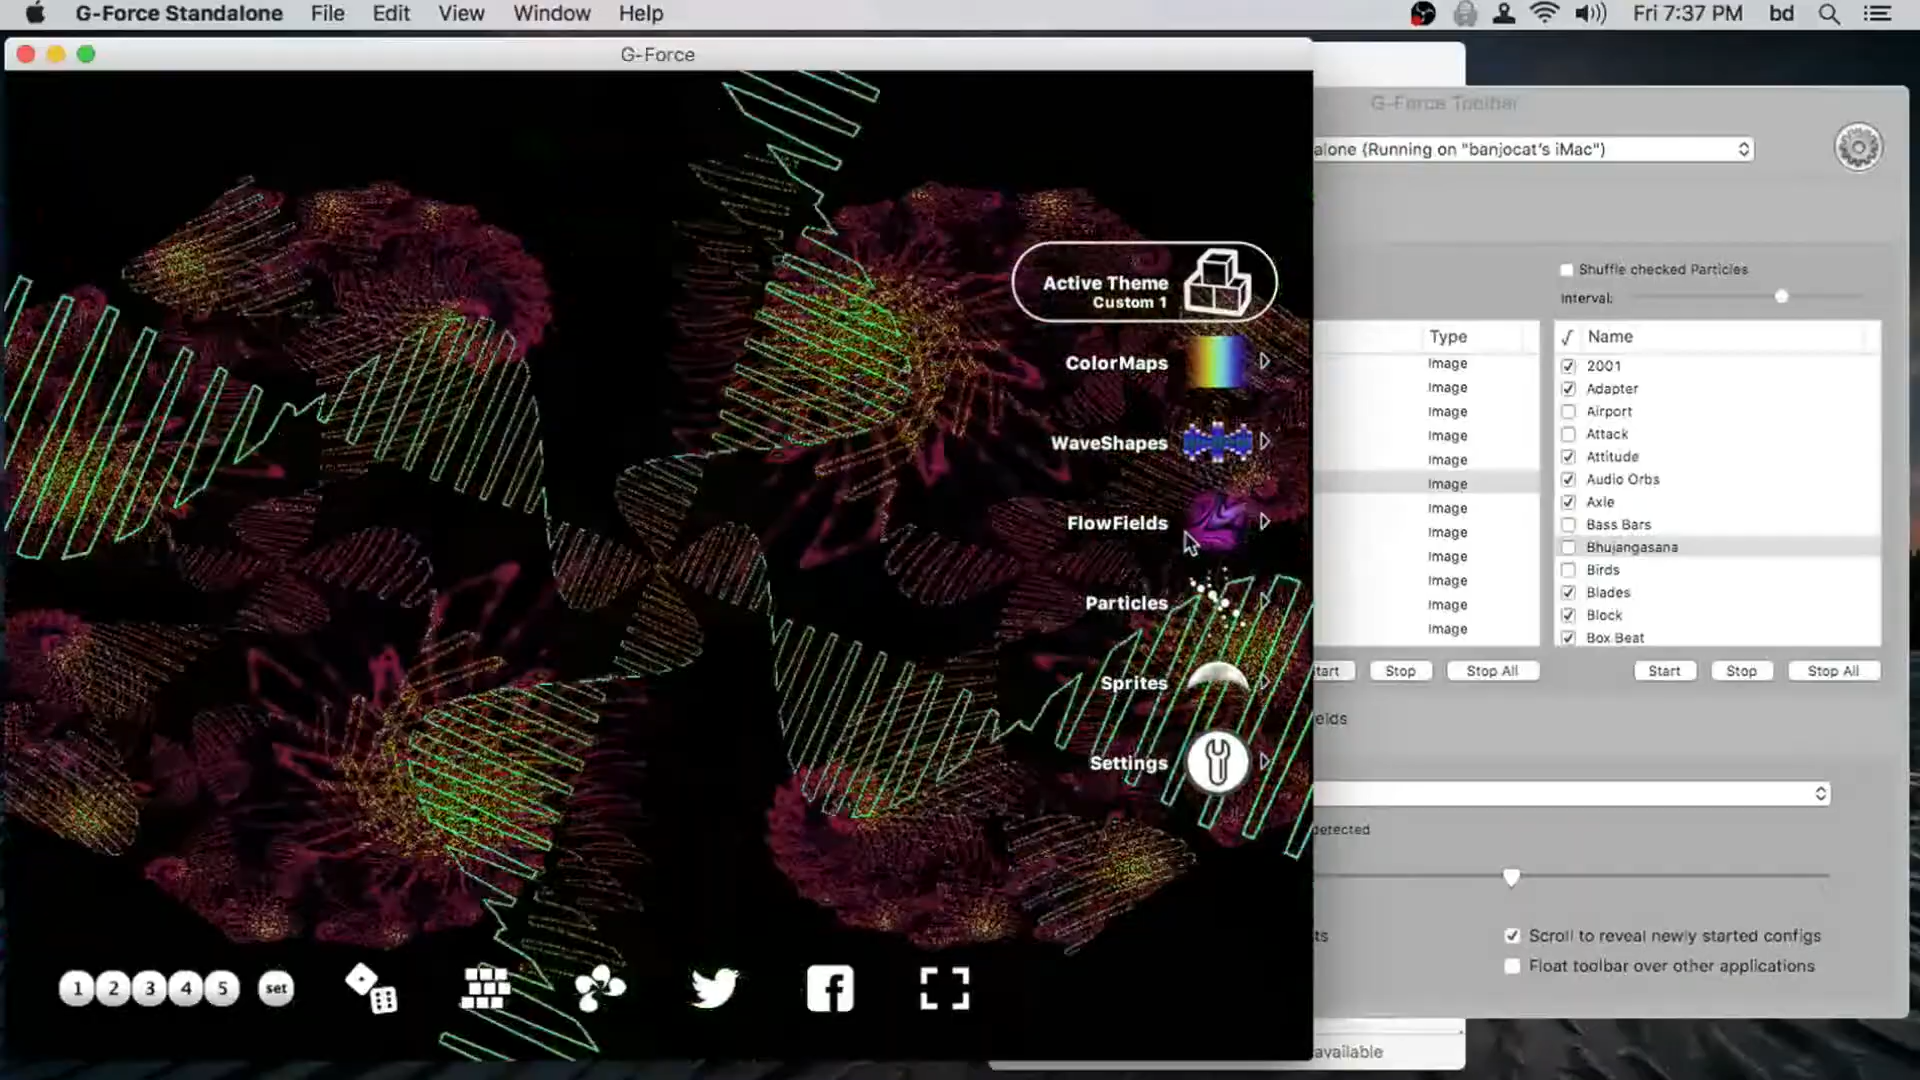 G-Force Standalone File Edit View Window Help Fri 7:37 PM bd
G-Force
G-Force Toolbar
alone (Running on "banjocat's iMac")
Active Theme
Custom 1
ColorMaps
WaveShapes
FlowFields
Particles
Sprites
Settings
1 2 3 4 5 set
Shuffle checked Particles
Interval:
Type
Image
Image
Image
Image
Image
Image
Image
Image
Image
Image
Image
Image
√ Name
2001
Adapter
Airport
Attack
Attitude
Audio Orbs
Axle
Bass Bars
Bhujangasana
Birds
Blades
Block
Box Beat
tart Stop Stop All Start Stop Stop All
elds
detected
ts
Scroll to reveal newly started configs
Float toolbar over other applications
available